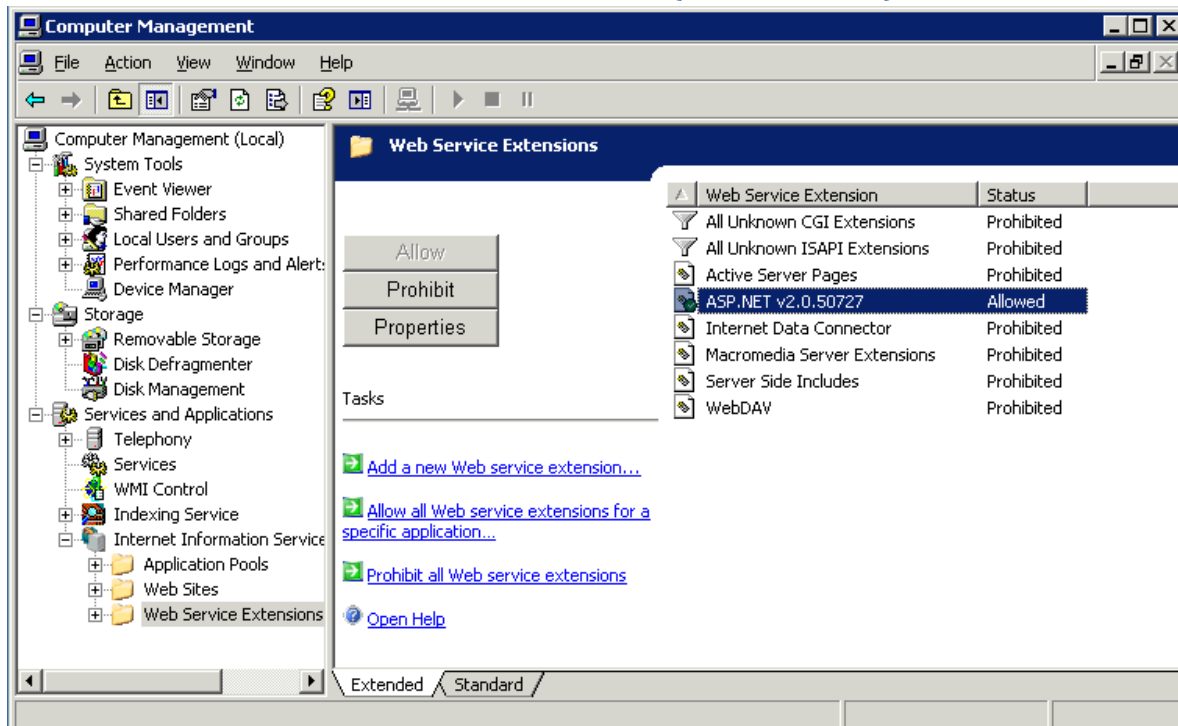 Computer Management
File Action View Window Help
Computer Management (Local)
System Tools
Event Viewer
Shared Folders
Local Users and Groups
Performance Logs and Alert
Device Manager
Storage
Removable Storage
Disk Defragmenter
Disk Management
Services and Applications
Telephony
Services
WMI Control
Indexing Service
Internet Information Service
Application Pools
Web Sites
Web Service Extensions
Web Service Extensions
Allow
Prohibit
Properties
Tasks
Add a new Web service extension...
Allow all Web service extensions for a
specific application...
Prohibit all Web service extensions
Open Help
Web Service Extension Status
All Unknown CGI Extensions Prohibited
All Unknown ISAPI Extensions Prohibited
Active Server Pages Prohibited
ASP.NET v2.0.50727 Allowed
Internet Data Connector Prohibited
Macromedia Server Extensions Prohibited
Server Side Includes Prohibited
WebDAV Prohibited
Extended Standard